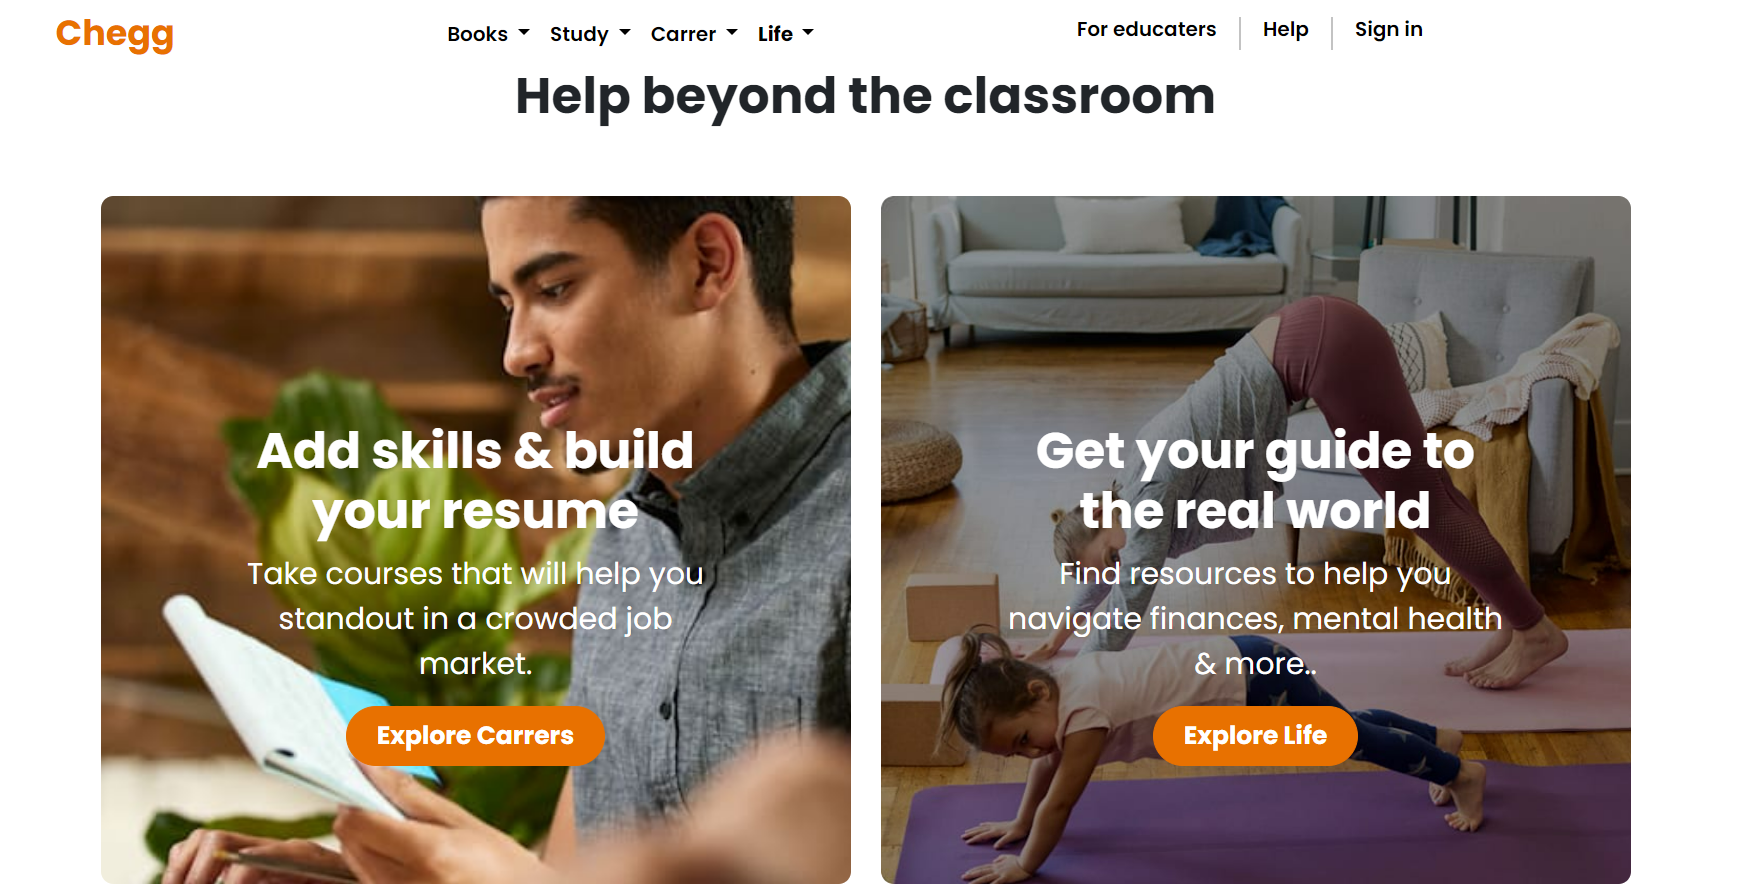 Chegg
Books Study Carrer Life
For educaters Help Sign in
Help beyond the classroom
Add skills & build
your resume
Take courses that will help you
standout in a crowded job
market.
Explore Carrers
Get your guide to
the real world
Find resources to help you
navigate finances, mental health
& more..
Explore Life